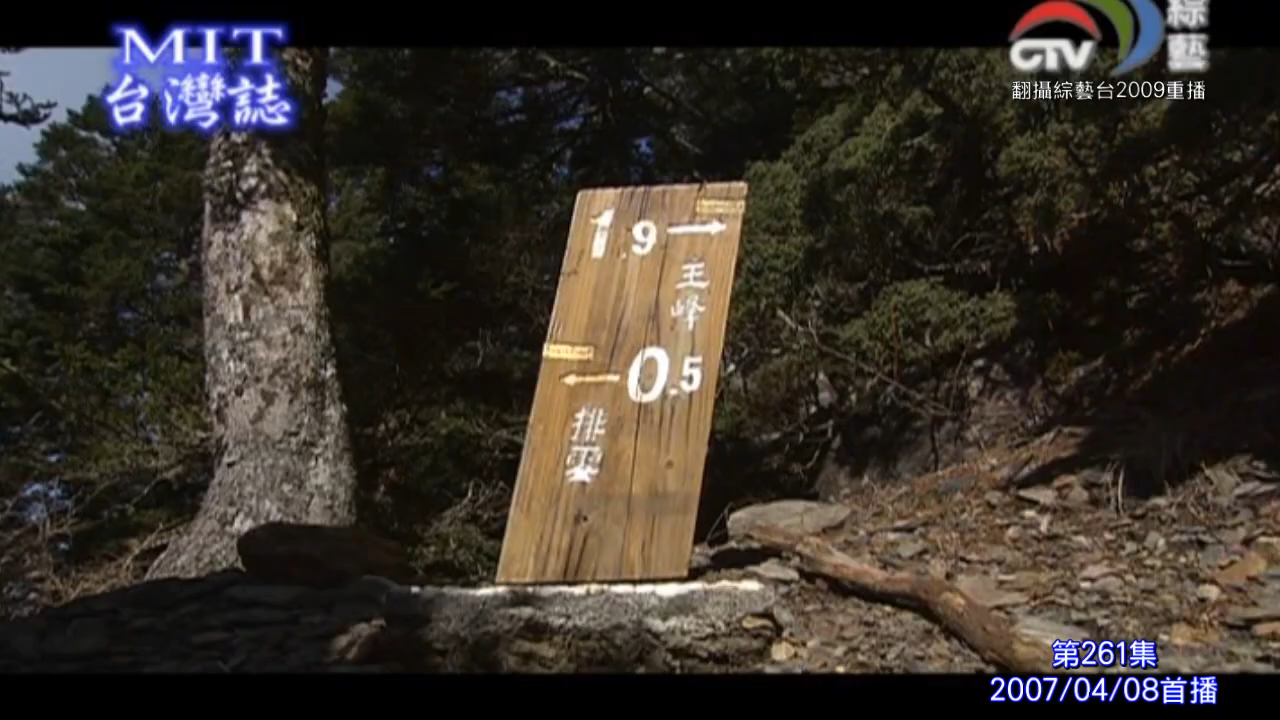 MIT
台灣誌
CTV
綜藝
翻攝綜藝台2009重播
1.9 →
主峰
← 0.5
排雲
第261集
2007/04/08首播